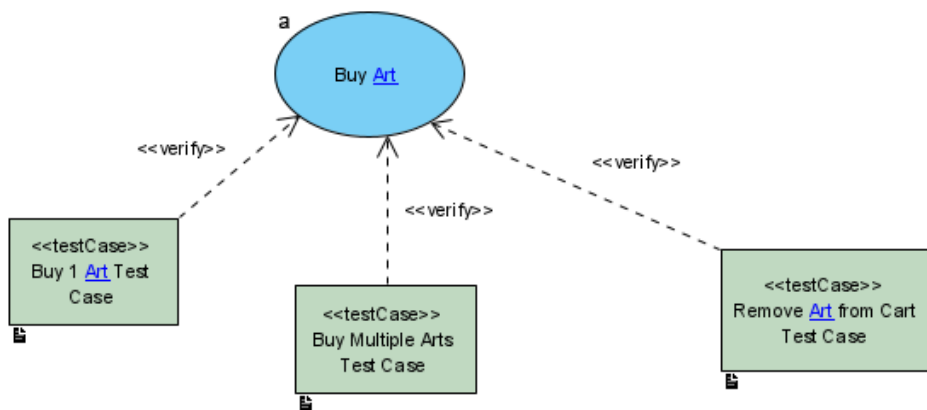 a
Buy Art
<<verify>>
<<verify>>
<<verify>>
<<testCase>>
Buy 1 Art Test
Case
<<testCase>>
Buy Multiple Arts
Test Case
<<testCase>>
Remove Art from Cart
Test Case